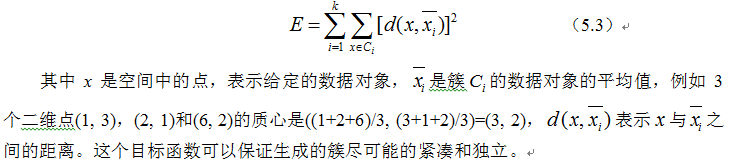 E = \sum_{i=1}^{k} \sum_{x \in C_i} [d(x, \overline{x_i})]^2 (5.3)
其中 x 是空间中的点，表示给定的数据对象， \overline{x_i} 是簇 C_i 的数据对象的平均值，例如 3
个二维点(1, 3)，(2, 1)和(6, 2)的质心是((1+2+6)/3, (3+1+2)/3)=(3, 2)， d(x, \overline{x_i}) 表示 x 与 \overline{x_i} 之
间的距离。这个目标函数可以保证生成的簇尽可能的紧凑和独立。